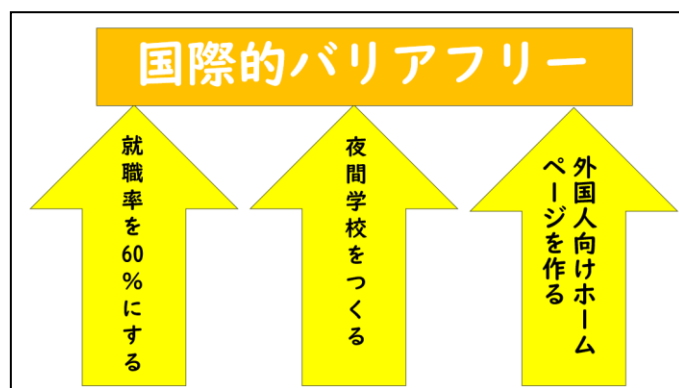 国際的バリアフリー
就職率を60%にする
夜間学校をつくる
外国人向けホーム
ページを作る